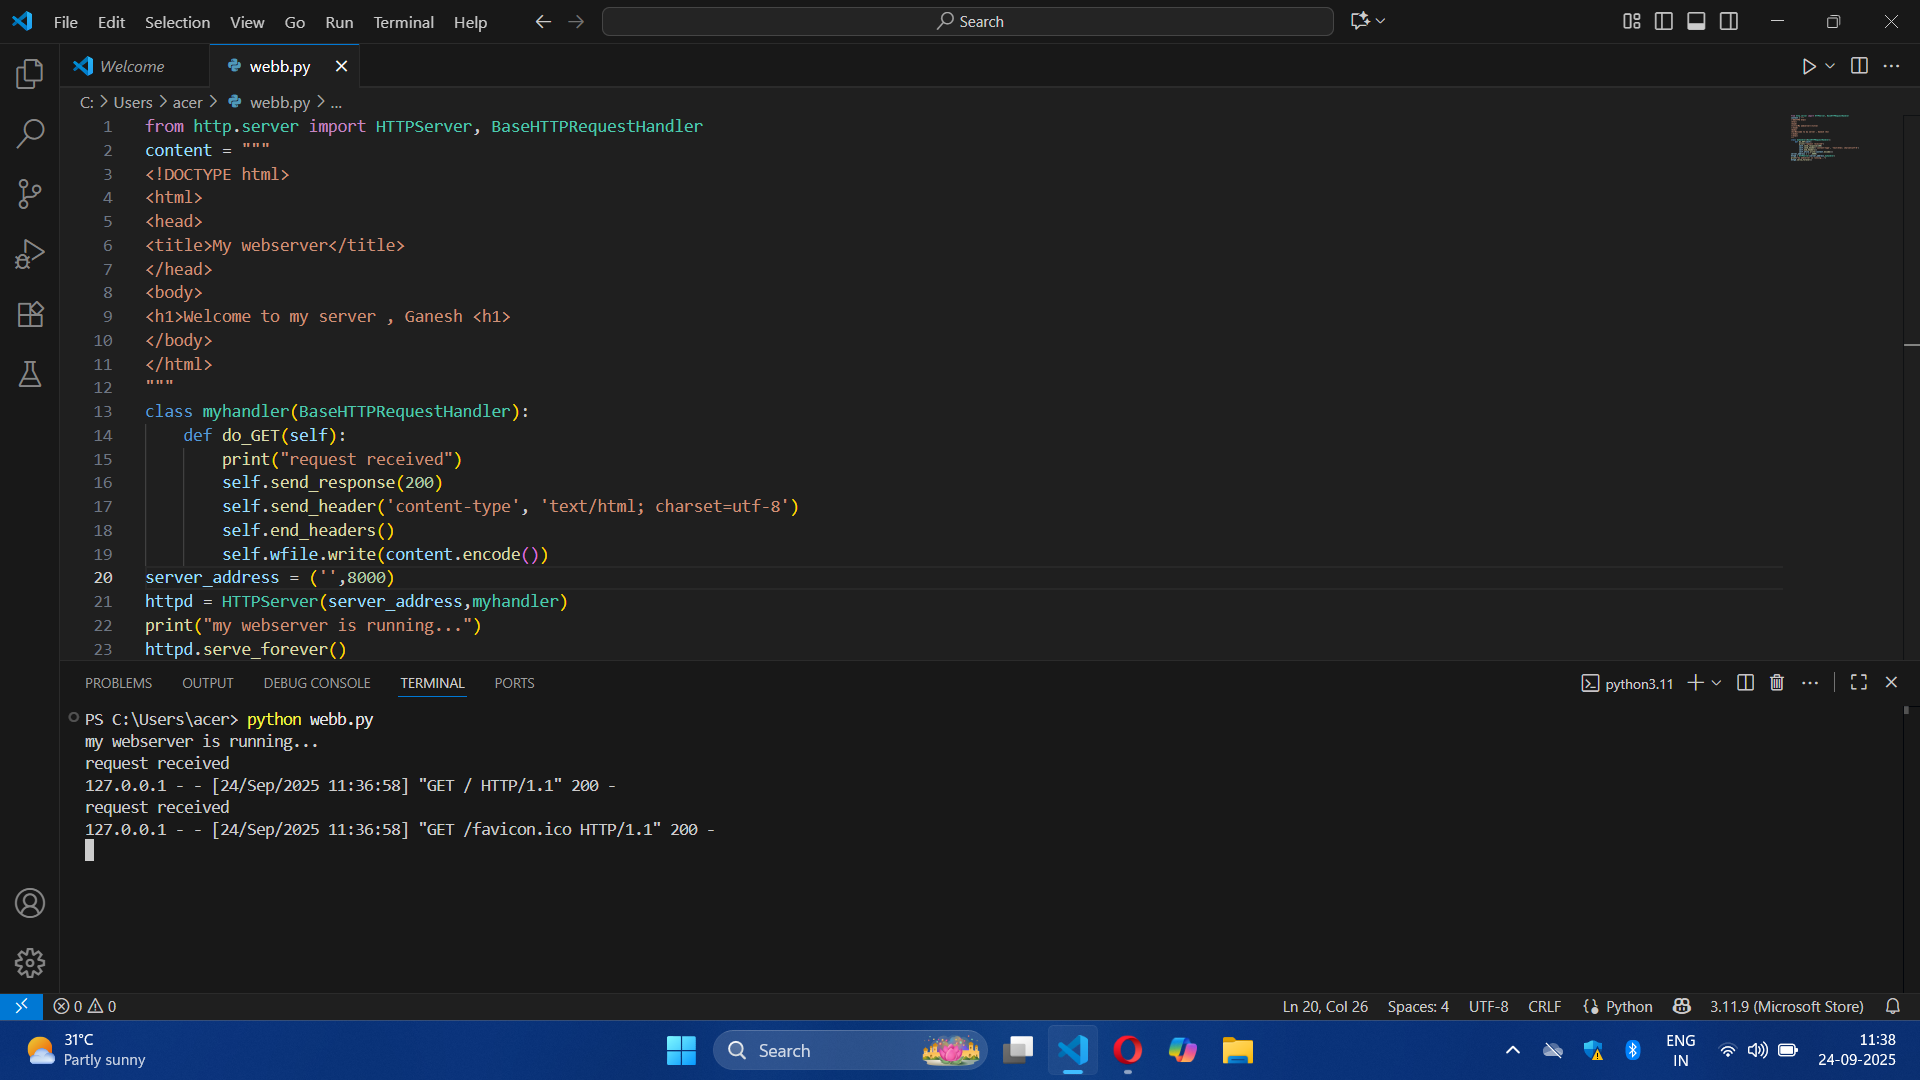 File Edit Selection View Go Run Terminal Help
Search
Welcome
webb.py
C: > Users > acer > webb.py > ...
1 from http.server import HTTPServer, BaseHTTPRequestHandler
2 content = """
3 <!DOCTYPE html>
4 <html>
5 <head>
6 <title>My webserver</title>
7 </head>
8 <body>
9 <h1>Welcome to my server , Ganesh <h1>
10 </body>
11 </html>
12 """
13 class myhandler(BaseHTTPRequestHandler):
14     def do_GET(self):
15         print("request received")
16         self.send_response(200)
17         self.send_header('content-type', 'text/html; charset=utf-8')
18         self.end_headers()
19         self.wfile.write(content.encode())
20 server_address = ('',8000)
21 httpd = HTTPServer(server_address,myhandler)
22 print("my webserver is running...")
23 httpd.serve_forever()
PROBLEMS OUTPUT DEBUG CONSOLE TERMINAL PORTS
python3.11
PS C:\Users\acer> python webb.py
my webserver is running...
request received
127.0.0.1 - - [24/Sep/2025 11:36:58] "GET / HTTP/1.1" 200 -
request received
127.0.0.1 - - [24/Sep/2025 11:36:58] "GET /favicon.ico HTTP/1.1" 200 -
0 0
Ln 20, Col 26 Spaces: 4 UTF-8 CRLF {} Python 3.11.9 (Microsoft Store)
31°C
Partly sunny
Search
ENG
IN
11:38
24-09-2025